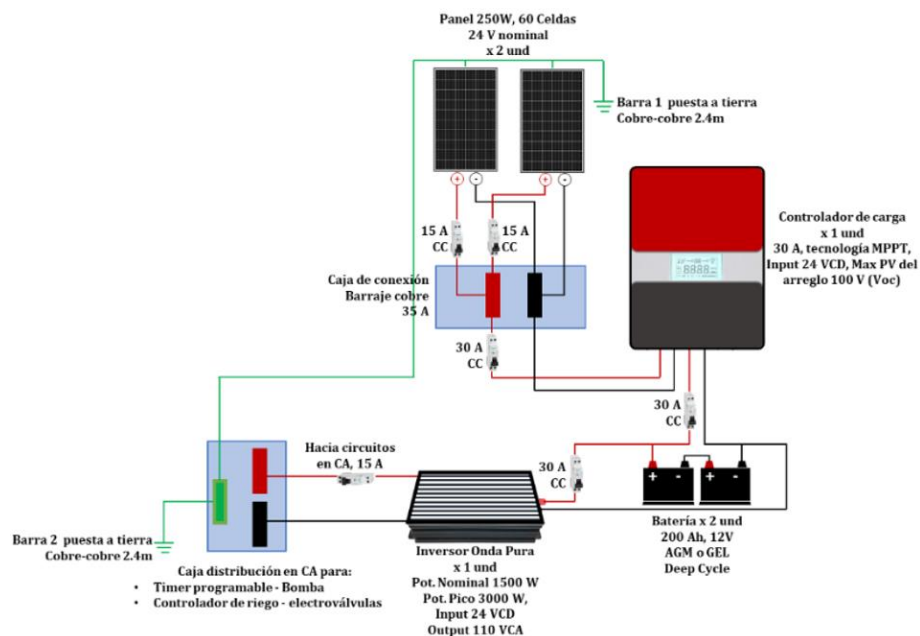 Panel 250W, 60 Celdas
24 V nominal
x 2 und
Barra 1 puesta a tierra
Cobre-cobre 2.4m
+
-
+
-
15 A
CC
15 A
CC
Controlador de carga
x 1 und
30 A, tecnología MPPT,
Input 24 VCD, Max PV del
arreglo 100 V (Voc)
Caja de conexión
Barraje cobre
35 A
30 A
CC
30 A
CC
Hacia circuitos
en CA, 15 A
30 A
CC
+ -
+ -
Batería x 2 und
200 Ah, 12V
AGM o GEL
Deep Cycle
Barra 2 puesta a tierra
Cobre-cobre 2.4m
Inversor Onda Pura
x 1 und
Pot. Nominal 1500 W
Pot. Pico 3000 W,
Input 24 VCD
Output 110 VCA
Caja distribución en CA para:
• Timer programable - Bomba
• Controlador de riego - electroválvulas